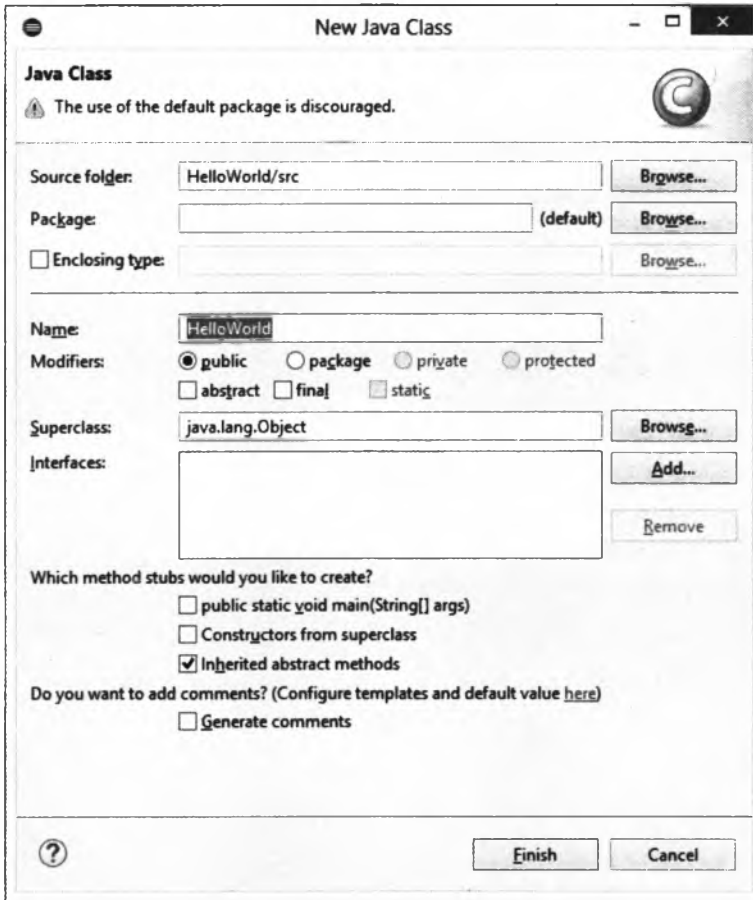 New Java Class
Java Class
The use of the default package is discouraged.
Source folder: HelloWorld/src Browse...
Package: (default) Browse...
Enclosing type: Browse...
Name: HelloWorld
Modifiers: public package private protected
abstract final static
Superclass: java.lang.Object Browse...
Interfaces: Add...
Remove
Which method stubs would you like to create?
public static void main(String[] args)
Constructors from superclass
Inherited abstract methods
Do you want to add comments? (Configure templates and default value here)
Generate comments
Finish Cancel